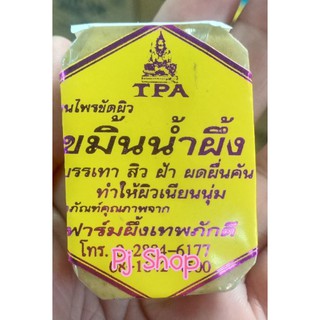 TPA
นไพรขัดผิว
ขมิ้นน้ำผึ้ง
บรรเทา สิว ฝ้า ผดผื่นคัน
ทำให้ผิวเนียนนุ่ม
ภัณฑ์คุณภาพจาก
ฟาร์มผึ้งเทพภักดี
โทร.
Pj Shop